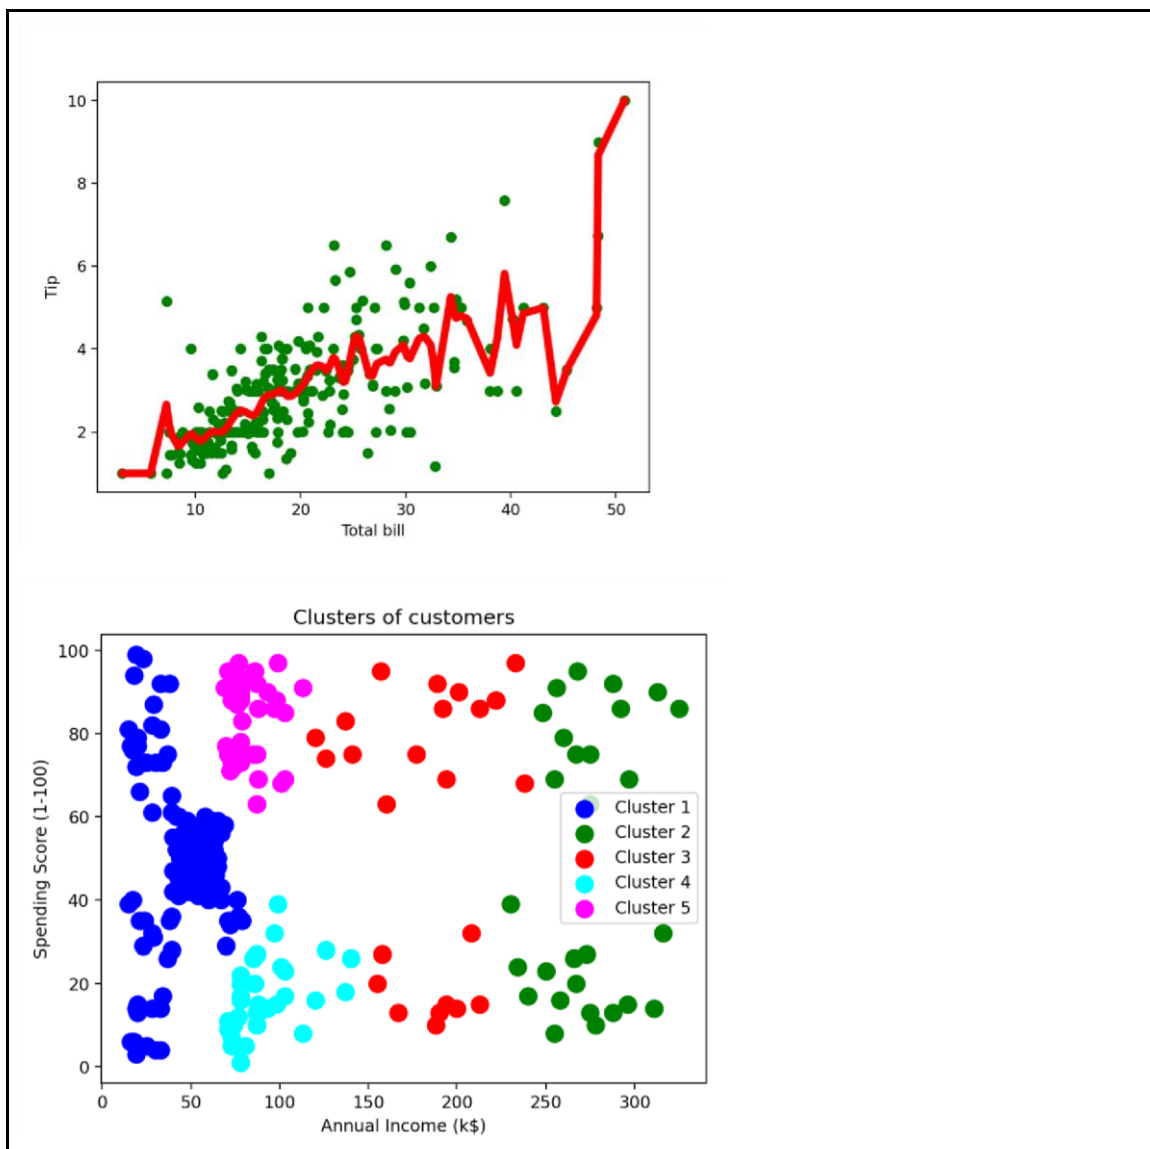 10
8
6
4
2
Tip
10 20 30 40 50
Total bill
Clusters of customers
100
80
60
40
20
0
Spending Score (1-100)
Cluster 1
Cluster 2
Cluster 3
Cluster 4
Cluster 5
0 50 100 150 200 250 300
Annual Income (k$)